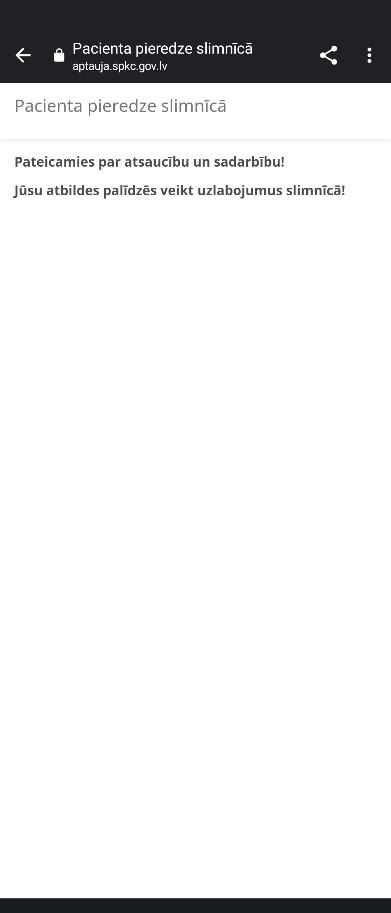 Pacienta pieredze slimnīcā
aptauja.spkc.gov.lv
Pacienta pieredze slimnīcā
Pateicamies par atsaucību un sadarbību!
Jūsu atbildes palīdzēs veikt uzlabojumus slimnīcā!